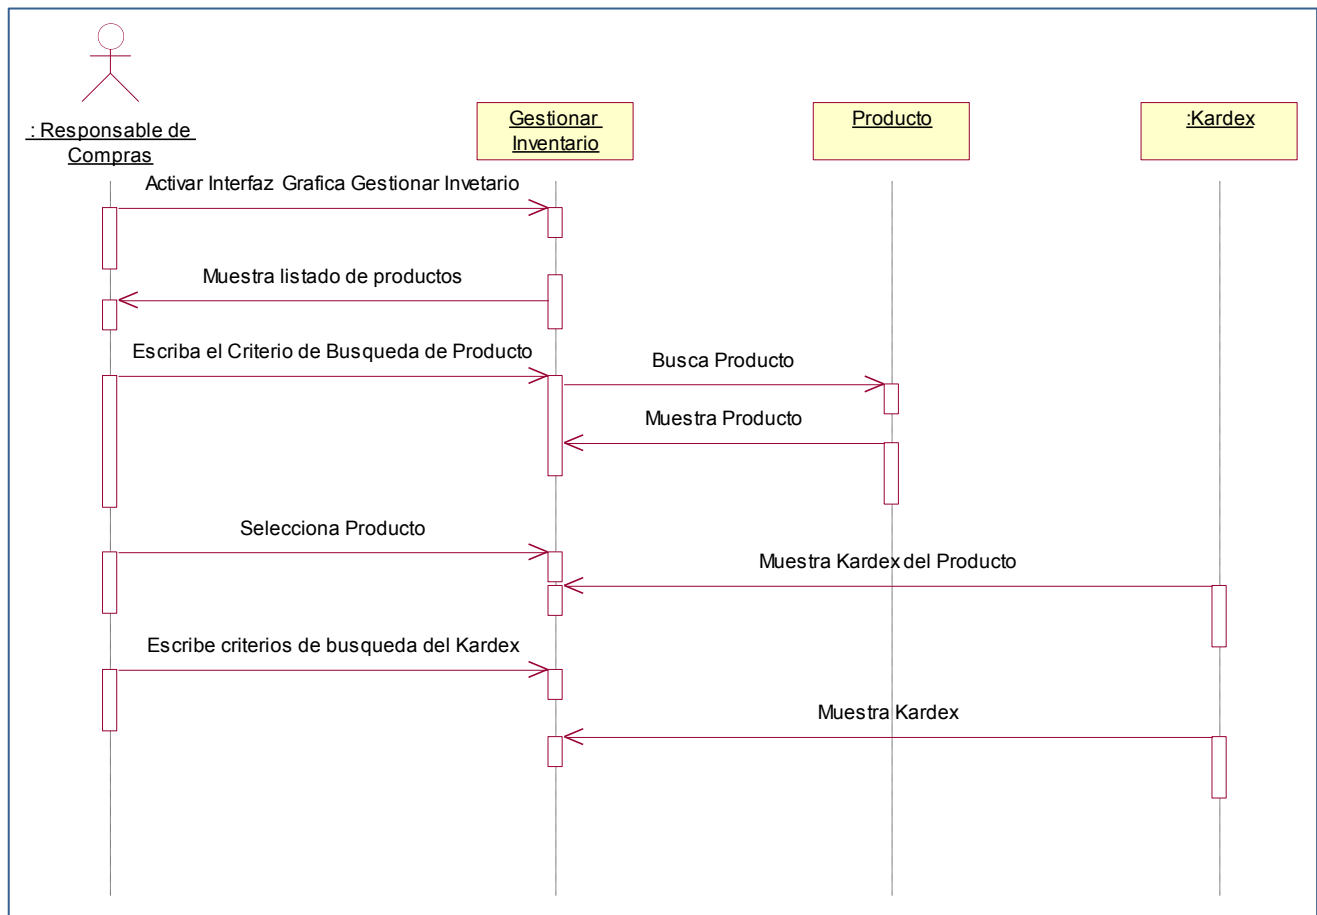 : Responsable de
Compras
Gestionar
Inventario
Producto
:Kardex
Activar Interfaz Grafica Gestionar Invetario
Muestra listado de productos
Escriba el Criterio de Busqueda de Producto
Busca Producto
Muestra Producto
Selecciona Producto
Muestra Kardex del Producto
Escribe criterios de busqueda del Kardex
Muestra Kardex